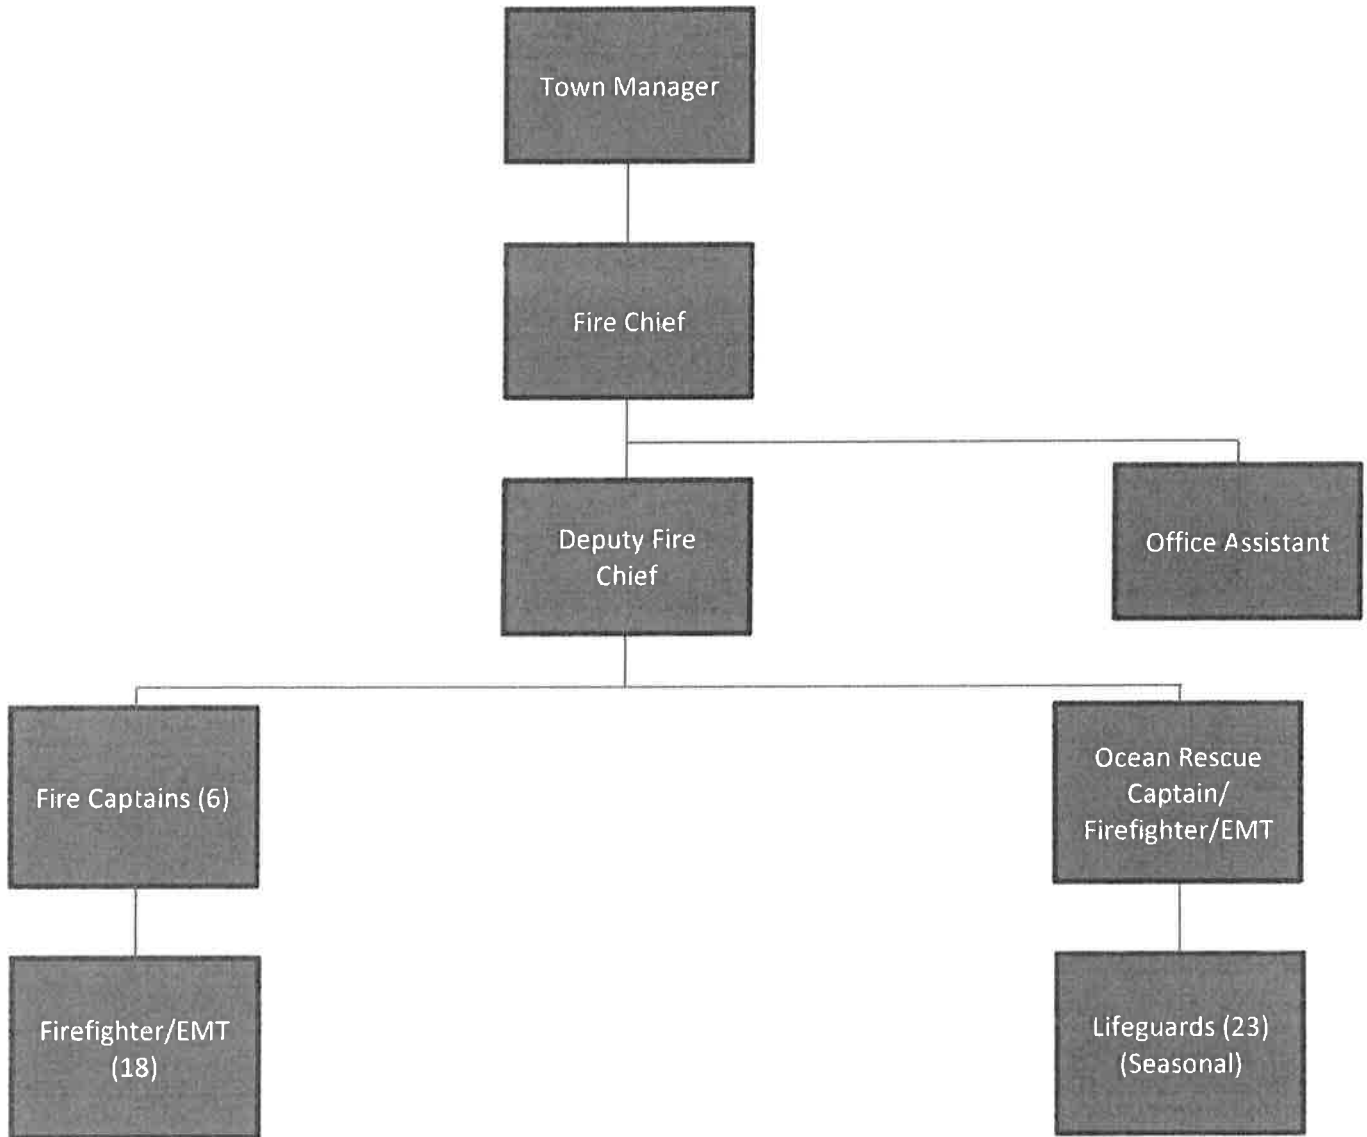 Town Manager
Fire Chief
Deputy Fire
Chief
Office Assistant
Fire Captains (6)
Ocean Rescue
Captain/
Firefighter/EMT
Firefighter/EMT
(18)
Lifeguards (23)
(Seasonal)